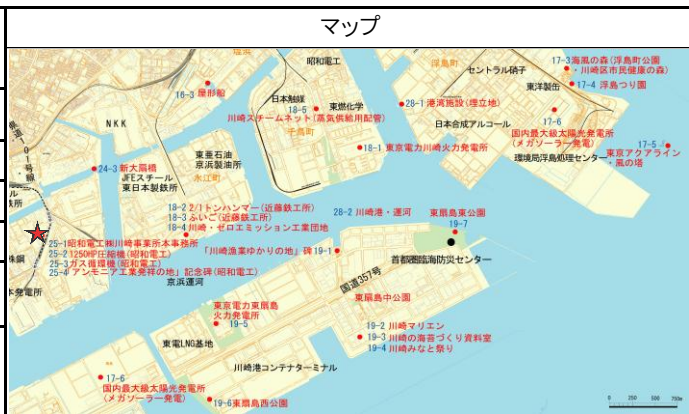 マップ
昭和電工
浮島町
セントラル硝子
17-3 海風の森(浮島町公園
・川崎区市民健康の森)
東洋製缶
17-4 浮島つり園
16-3 屋形船
日本触媒
18-5
東燃化学
川崎スチームネット(蒸気供給用配管)
千鳥町
28-1 港湾施設(埋立地)
日本合成アルコール
17-6
国内最大級太陽光発電所
(メガソーラー発電)
NKK
18-1 東京電力川崎火力発電所
環境局浮島処理センター
17-5
東京アクアライン
・風の塔
24-3 新大扇橋
JFEスチール
東日本製鉄所
東亜石油
京浜製油所
水江町
18-2 2/1トンハンマー(近藤鉄工所)
18-3 ふいご(近藤鉄工所)
18-4 川崎・ゼロエミッション工業団地
28-2 川崎港・運河
東扇島東公園
19-7
25-1 昭和電工㈱川崎事業所本事務所
25-2 1250HP圧縮機(昭和電工)
25-3 ガス循環機(昭和電工)
25-4 「アンモニア工業発祥の地」記念碑(昭和電工)
「川崎漁業ゆかりの地」碑 19-1
首都圏臨海防災センター
京浜運河
国道357号
東京電力東扇島
火力発電所
19-5
東扇島中公園
19-2 川崎マリエン
19-3 川崎の海苔づくり資料室
19-4 川崎みなと祭り
東電LNG基地
川崎港コンテナターミナル
17-6
国内最大級太陽光発電所
(メガソーラー発電)
19-6 東扇島西公園
0 250 500 750m